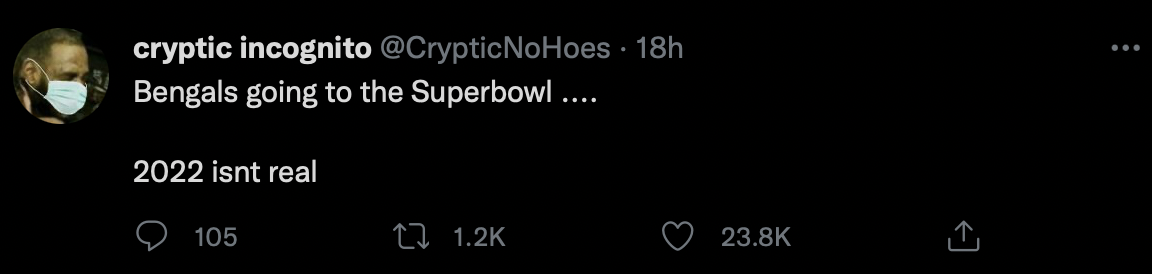 cryptic incognito @CrypticNoHoes · 18h
Bengals going to the Superbowl ....
2022 isnt real
105 1.2K 23.8K